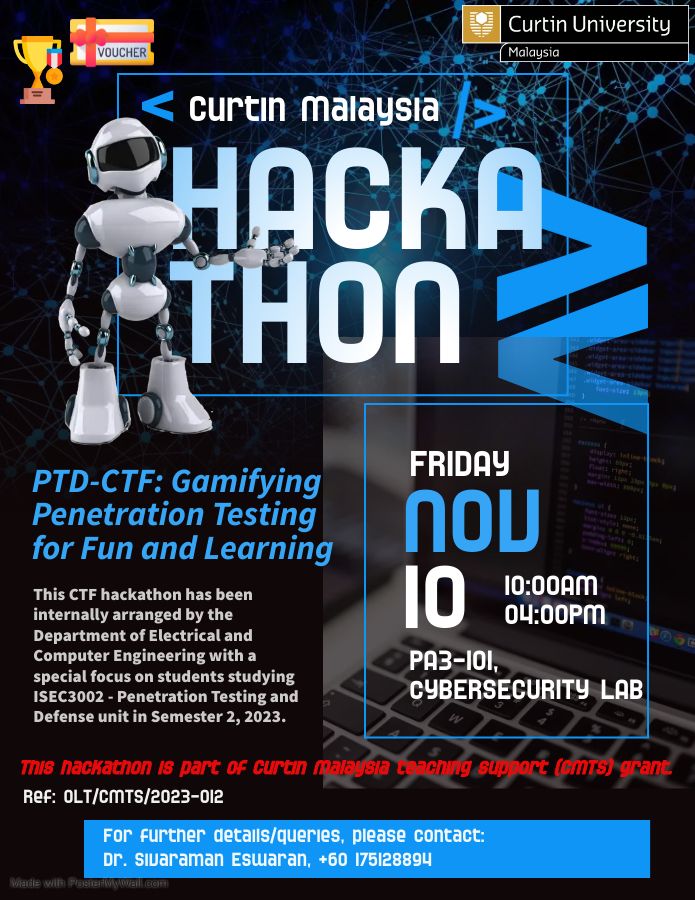 VOUCHER
Curtin University
Malaysia
< Curtin Malaysia />
HACKA
THON
PTD-CTF: Gamifying
Penetration Testing
for Fun and Learning
This CTF hackathon has been
internally arranged by the
Department of Electrical and
Computer Engineering with a
special focus on students studying
ISEC3002 - Penetration Testing and
Defense unit in Semester 2, 2023.
FRIDAY
NOV
10
10:00AM
04:00PM
PA3-101,
CYBERSECURITY LAB
This hackathon is part of Curtin Malaysia teaching support (CMTS) grant.
Ref: OLT/CMTS/2023-012
For further details/queries, please contact:
Dr. Sivaraman Eswaran, +60 175128894
Made with PosterMyWall.com